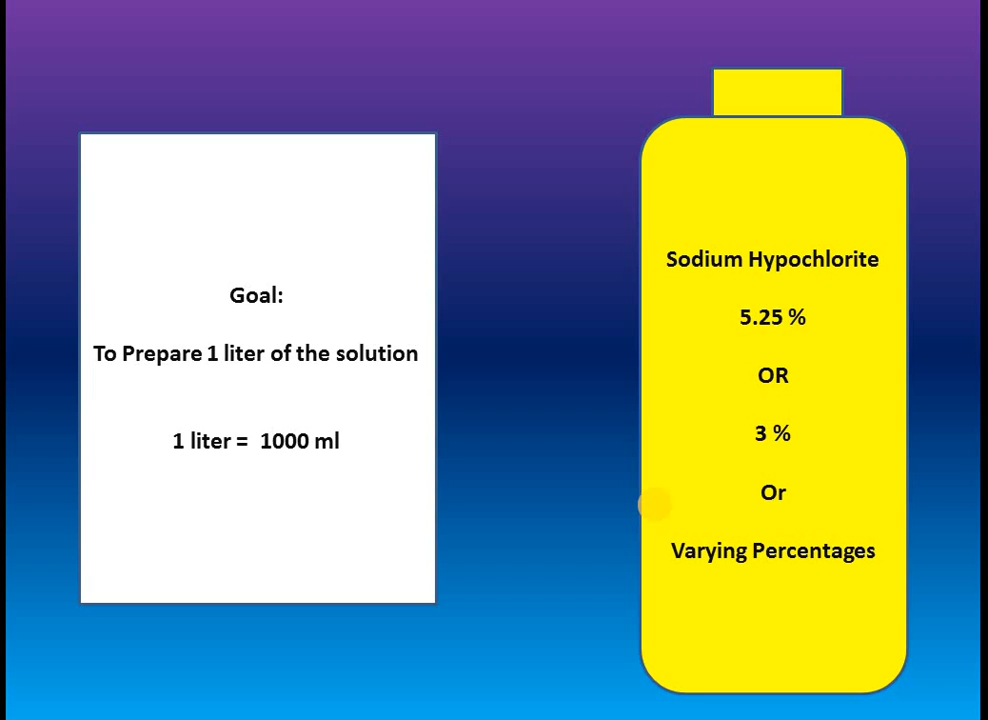 Goal:
To Prepare 1 liter of the solution
1 liter =  1000 ml
Sodium Hypochlorite
5.25 %
OR
3 %
Or
Varying Percentages